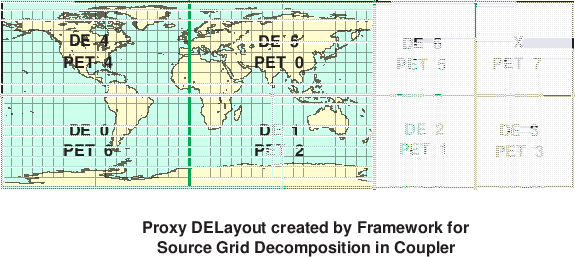 DE 4
PET 4
DE 5
PET 0
DE 6
PET 5
X
PET 7
DE 0
PET 6
DE 1
PET 2
DE 2
PET 1
DE 3
PET 3
Proxy DELayout created by Framework for
Source Grid Decomposition in Coupler